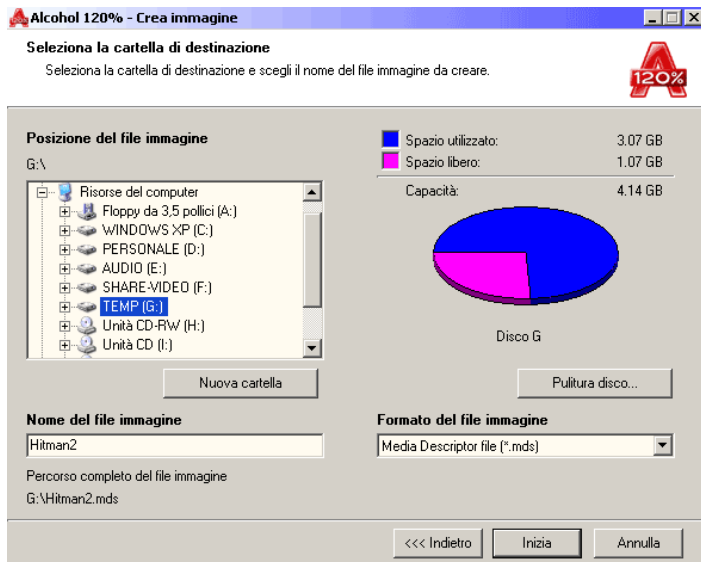 Alcohol 120% - Crea immagine
Seleziona la cartella di destinazione
Seleziona la cartella di destinazione e scegli il nome del file immagine da creare.
120%
Posizione del file immagine
G:\
Risorse del computer
Floppy da 3,5 pollici (A:)
WINDOWS XP (C:)
PERSONALE (D:)
AUDIO (E:)
SHARE-VIDEO (F:)
TEMP (G:)
Unità CD-RW (H:)
Unità CD (I:)
Nuova cartella
Spazio utilizzato: 3.07 GB
Spazio libero: 1.07 GB
Capacità: 4.14 GB
Disco G
Pulitura disco...
Nome del file immagine
Hitman2
Percorso completo del file immagine
G:\Hitman2.mds
Formato del file immagine
Media Descriptor file (*.mds)
<<< Indietro
Inizia
Annulla